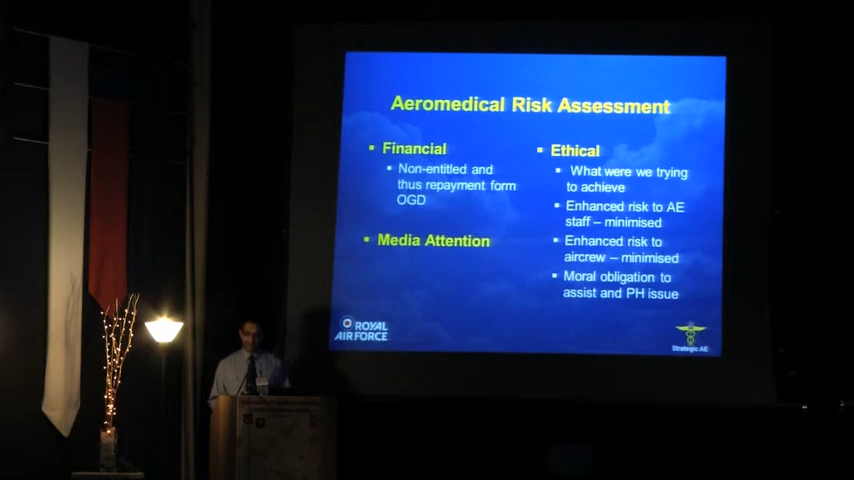 Aeromedical Risk Assessment
Financial
Non-entitled and
thus repayment form
OGD
Media Attention
Ethical
What were we trying
to achieve
Enhanced risk to AE
staff – minimised
Enhanced risk to
aircrew – minimised
Moral obligation to
assist and PH issue
ROYAL
AIR FORCE
Strategic AE